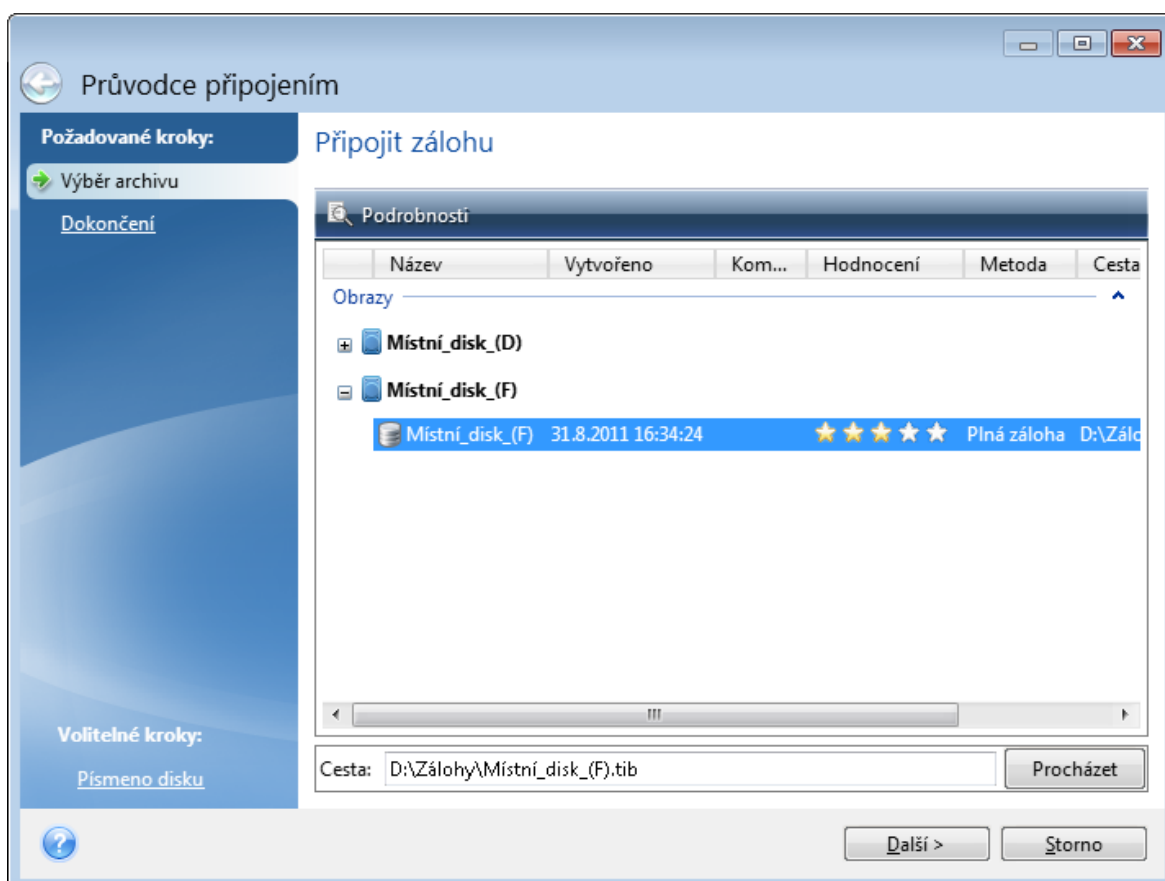 Průvodce připojením
Požadované kroky:
Výběr archivu
Dokončení
Volitelné kroky:
Písmeno disku
Připojit zálohu
Podrobnosti
Název Vytvořeno Kom... Hodnocení Metoda Cesta
Obrazy
Místní_disk_(D)
Místní_disk_(F)
Místní_disk_(F) 31.8.2011 16:34:24 Plná záloha D:\Zálo
Cesta: D:\Zálohy\Místní_disk_(F).tib Procházet
Další > Storno